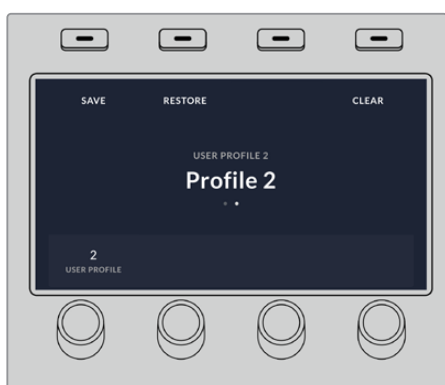 SAVE RESTORE CLEAR
USER PROFILE 2
Profile 2
2
USER PROFILE